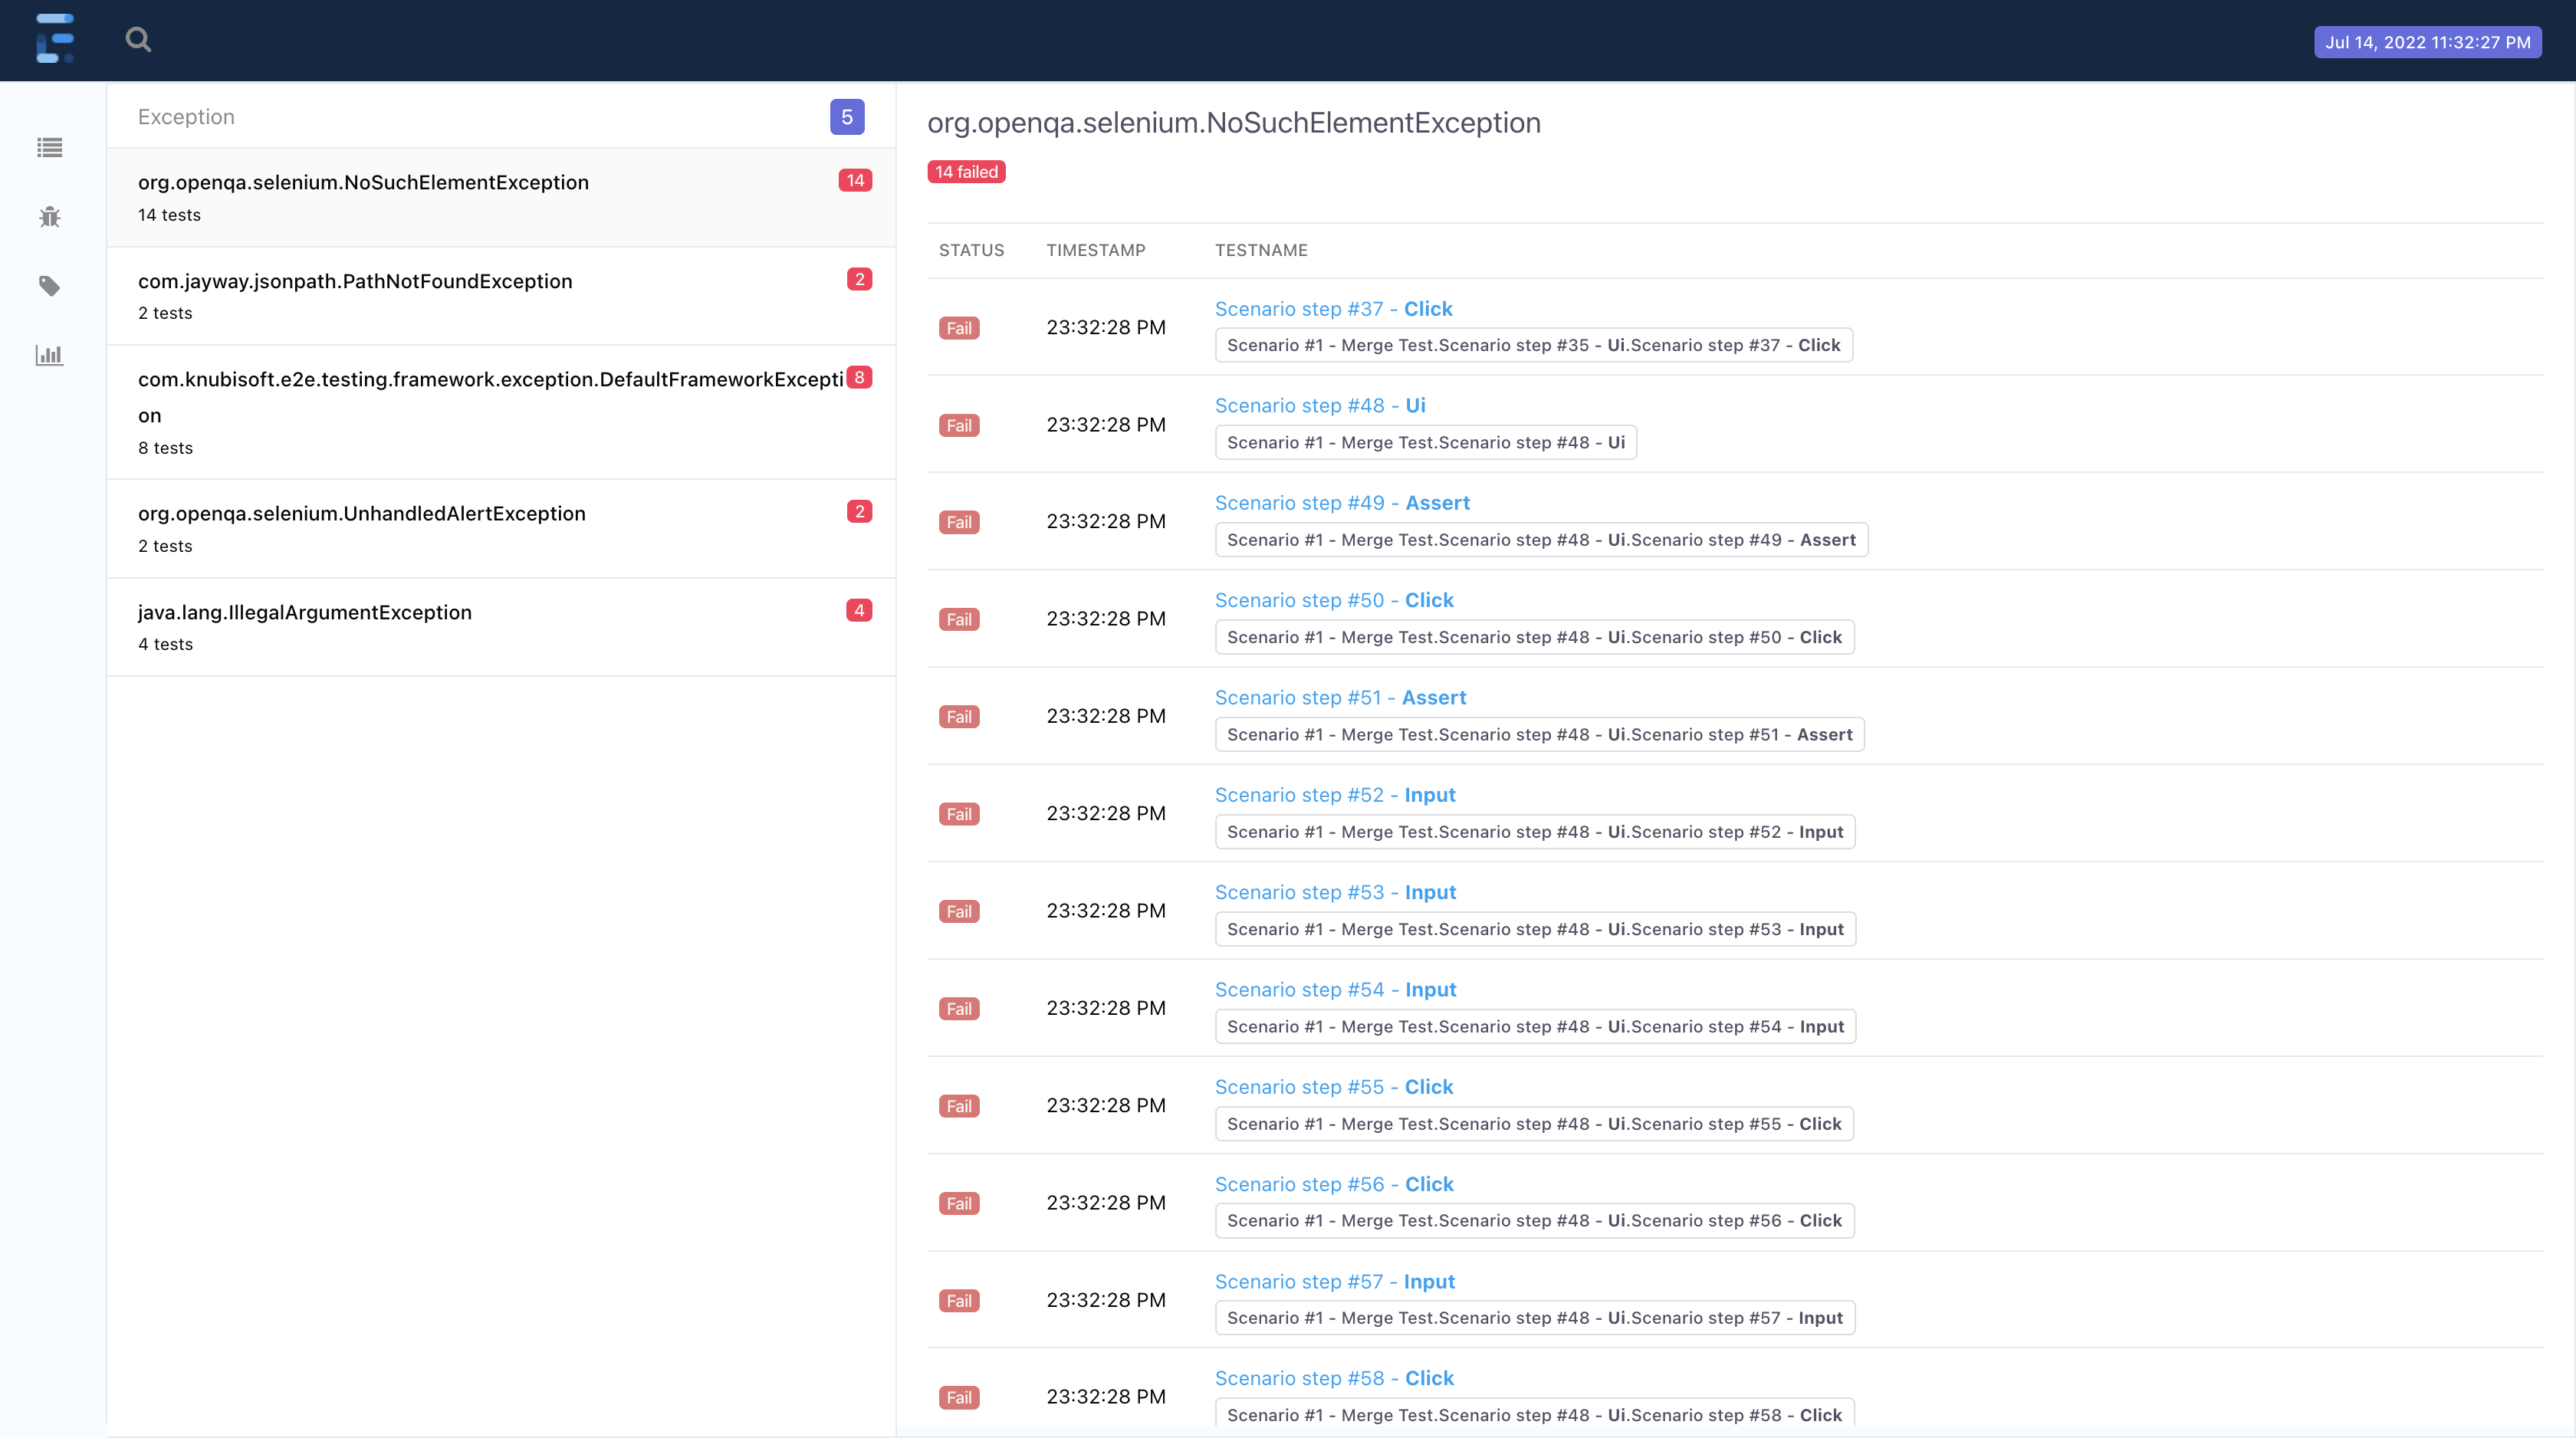 Jul 14, 2022 11:32:27 PM
Exception
5
org.openqa.selenium.NoSuchElementException
14
14 tests
com.jayway.jsonpath.PathNotFoundException
2
2 tests
com.knubisoft.e2e.testing.framework.exception.DefaultFrameworkExcepti
8
on
8 tests
org.openqa.selenium.UnhandledAlertException
2
2 tests
java.lang.IllegalArgumentException
4
4 tests
org.openqa.selenium.NoSuchElementException
14 failed
STATUS TIMESTAMP TESTNAME
Scenario step #37 - Click
Fail 23:32:28 PM
Scenario #1 - Merge Test.Scenario step #35 - Ui.Scenario step #37 - Click
Scenario step #48 - Ui
Fail 23:32:28 PM
Scenario #1 - Merge Test.Scenario step #48 - Ui
Scenario step #49 - Assert
Fail 23:32:28 PM
Scenario #1 - Merge Test.Scenario step #48 - Ui.Scenario step #49 - Assert
Scenario step #50 - Click
Fail 23:32:28 PM
Scenario #1 - Merge Test.Scenario step #48 - Ui.Scenario step #50 - Click
Scenario step #51 - Assert
Fail 23:32:28 PM
Scenario #1 - Merge Test.Scenario step #48 - Ui.Scenario step #51 - Assert
Scenario step #52 - Input
Fail 23:32:28 PM
Scenario #1 - Merge Test.Scenario step #48 - Ui.Scenario step #52 - Input
Scenario step #53 - Input
Fail 23:32:28 PM
Scenario #1 - Merge Test.Scenario step #48 - Ui.Scenario step #53 - Input
Scenario step #54 - Input
Fail 23:32:28 PM
Scenario #1 - Merge Test.Scenario step #48 - Ui.Scenario step #54 - Input
Scenario step #55 - Click
Fail 23:32:28 PM
Scenario #1 - Merge Test.Scenario step #48 - Ui.Scenario step #55 - Click
Scenario step #56 - Click
Fail 23:32:28 PM
Scenario #1 - Merge Test.Scenario step #48 - Ui.Scenario step #56 - Click
Scenario step #57 - Input
Fail 23:32:28 PM
Scenario #1 - Merge Test.Scenario step #48 - Ui.Scenario step #57 - Input
Scenario step #58 - Click
Fail 23:32:28 PM
Scenario #1 - Merge Test.Scenario step #48 - Ui.Scenario step #58 - Click